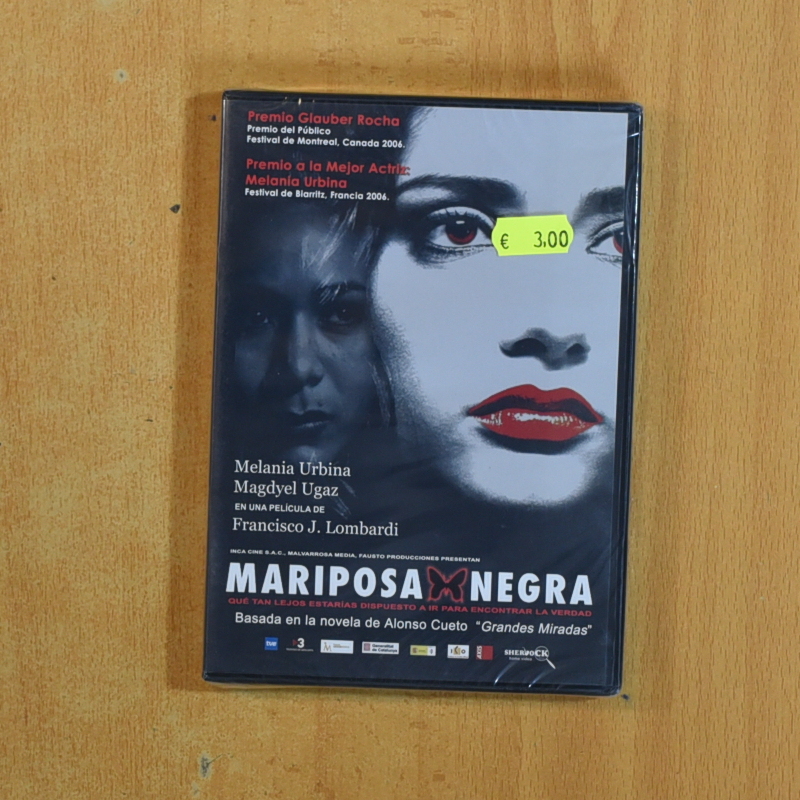 Premio Glauber Rocha
Premio del Público
Festival de Montreal, Canada 2006.
Premio a la Mejor Actriz:
Melania Urbina
Festival de Biarritz, Francia 2006.
€ 3,00
Melania Urbina
Magdyel Ugaz
EN UNA PELÍCULA DE
Francisco J. Lombardi
INCA CINE S.A.C., MALVARROSA MEDIA, FAUSTO PRODUCCIONES PRESENTAN
MARIPOSA NEGRA
QUÉ TAN LEJOS ESTARÍAS DISPUESTO A IR PARA ENCONTRAR LA VERDAD
Basada en la novela de Alonso Cueto "Grandes Miradas"
3 SHERLOCK